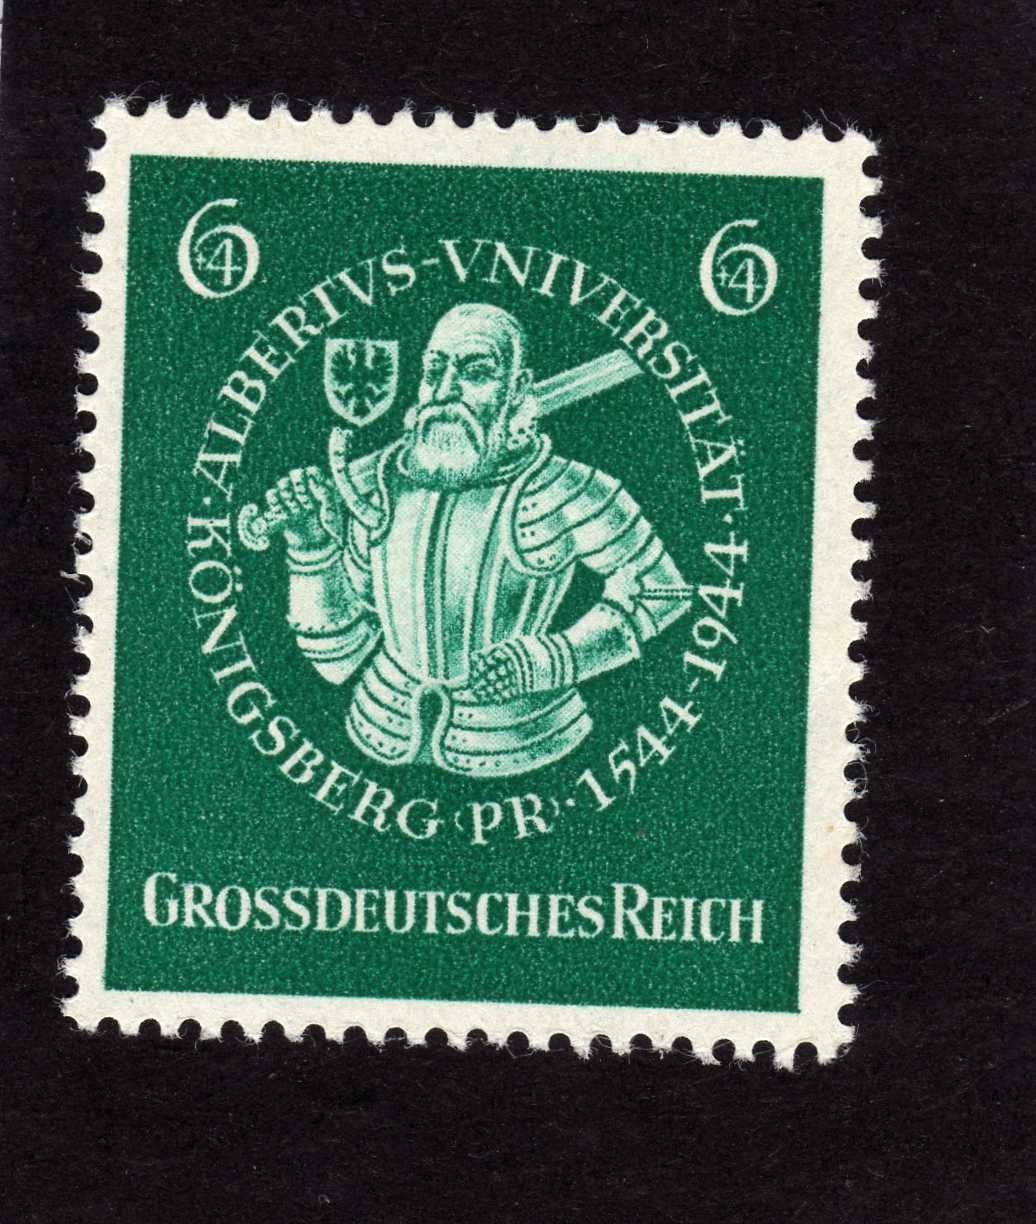 6+4
6+4
·ALBERTVS-VNIVERSITÄT·
KÖNIGSBERG (PR)·1544-1944
GROSSDEUTSCHES REICH